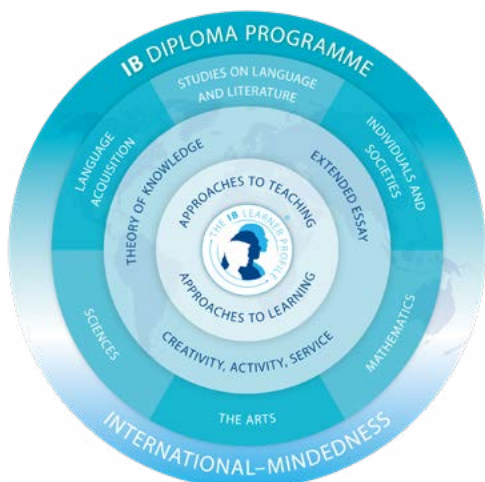 IB DIPLOMA PROGRAMME
STUDIES ON LANGUAGE
AND LITERATURE
LANGUAGE
ACQUISITION
INDIVIDUALS AND
SOCIETIES
THEORY OF KNOWLEDGE
EXTENDED ESSAY
APPROACHES TO TEACHING
THE IB LEARNER PROFILE
®
APPROACHES TO LEARNING
CREATIVITY, ACTIVITY, SERVICE
SCIENCES
MATHEMATICS
THE ARTS
INTERNATIONAL–MINDEDNESS